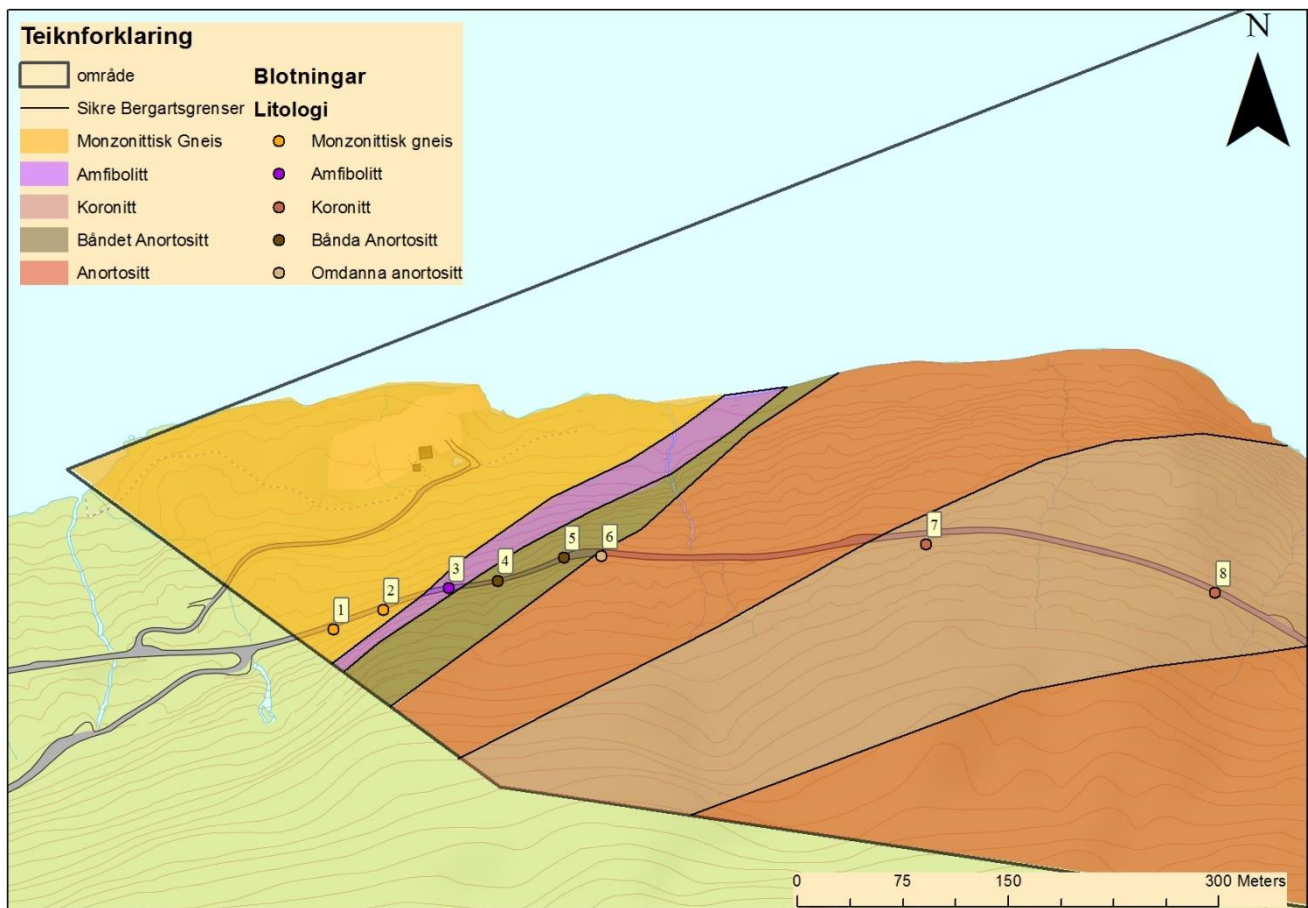 Teiknforklaring
område
Sikre Bergartsgrenser
Monzonittisk Gneis
Amfibolitt
Koronitt
Båndet Anortositt
Anortositt
Blotningar
Litologi
Monzonittisk gneis
Amfibolitt
Koronitt
Bånda Anortositt
Omdanna anortositt
N
1
2
3
4
5
6
7
8
0 75 150 300 Meters